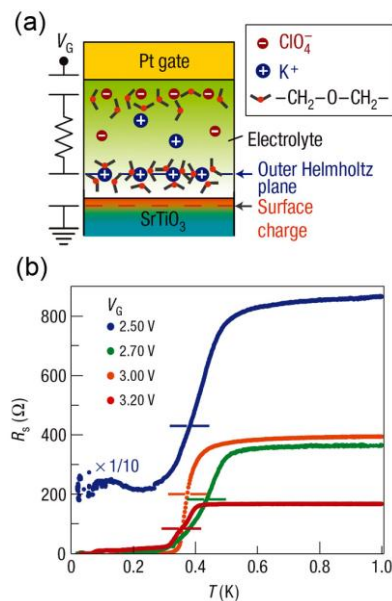 (a)
V_G
Pt gate
ClO₄⁻
K⁺
–CH₂–O–CH₂–
Electrolyte
Outer Helmholtz
plane
Surface
charge
SrTiO₃
(b)
V_G
2.50 V
2.70 V
3.00 V
3.20 V
× 1/10
R_s (Ω)
800
600
400
200
0
0 0.2 0.4 0.6 0.8 1.0
T (K)